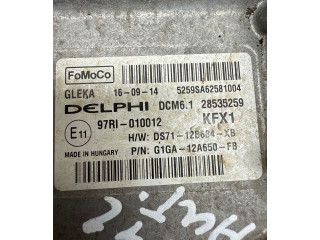 FoMoCo
GLEKA 16-09-14 5259SA62581004
DELPHI DCM6.1 28535259
E11 97RI-010012 KFX1
H/W: DS71-12B684-XB
MADE IN HUNGARY P/N: G1GA-12A650-FB